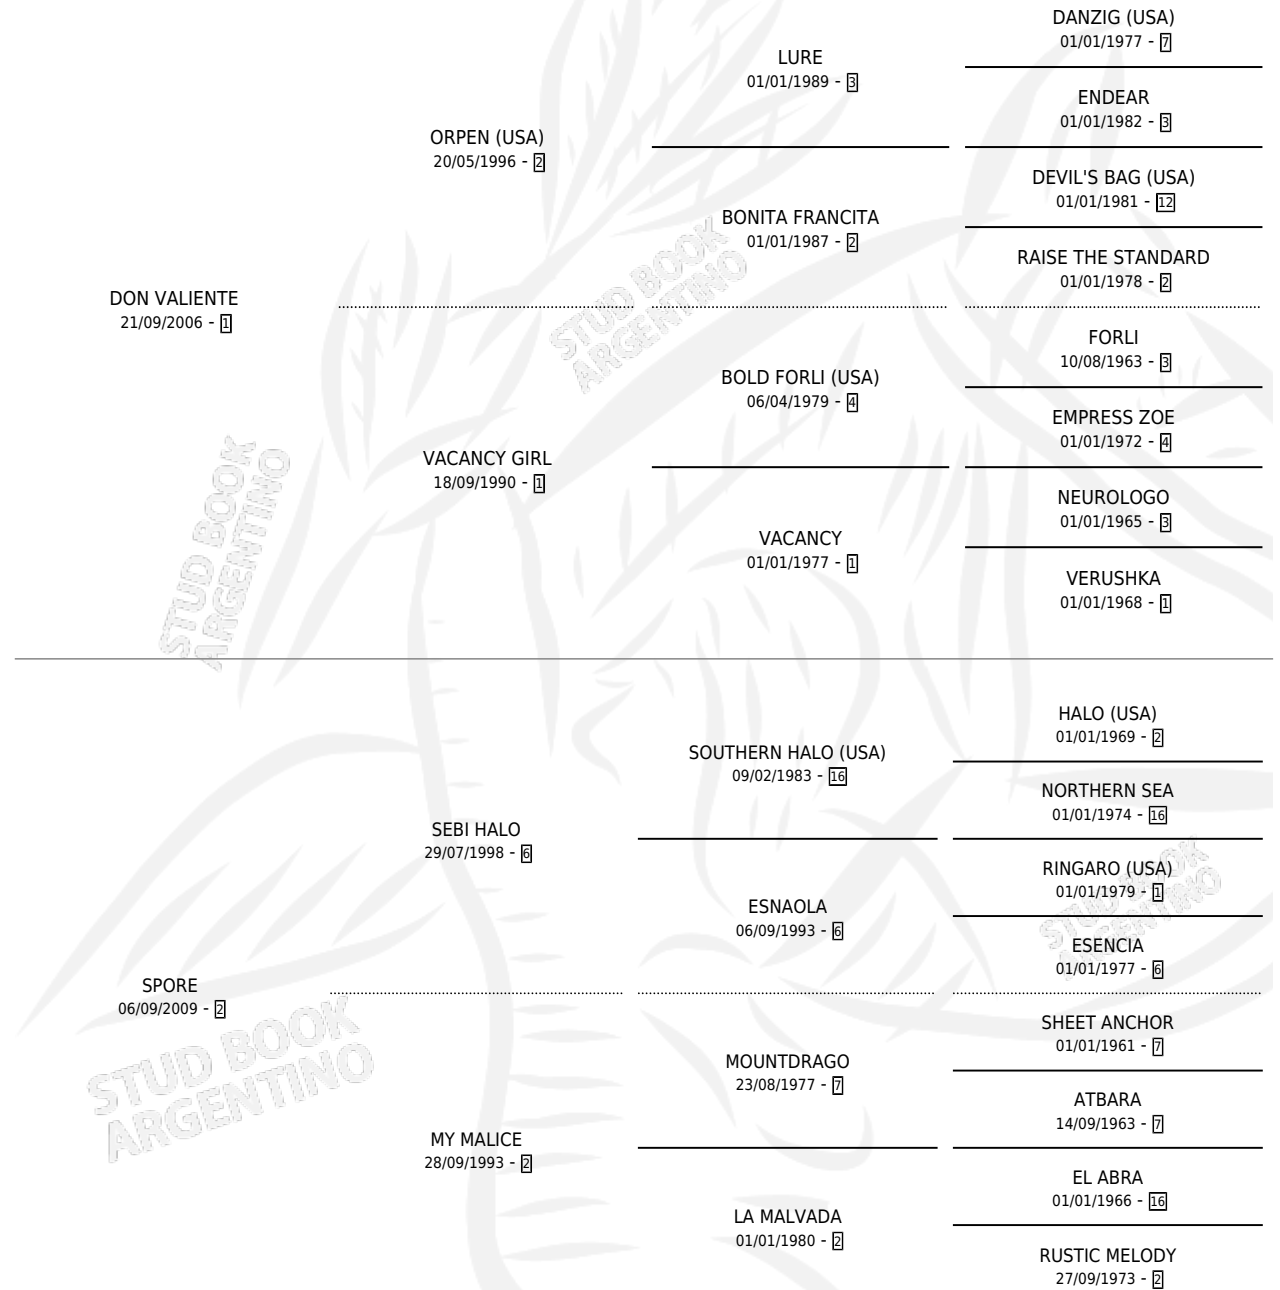 DANZIG (USA)
01/01/1977 - 7
LURE
01/01/1989 - 3
ENDEAR
01/01/1982 - 3
ORPEN (USA)
20/05/1996 - 2
DEVIL'S BAG (USA)
01/01/1981 - 12
BONITA FRANCITA
01/01/1987 - 2
RAISE THE STANDARD
01/01/1978 - 2
DON VALIENTE
21/09/2006 - 1
FORLI
10/08/1963 - 3
BOLD FORLI (USA)
06/04/1979 - 4
EMPRESS ZOE
01/01/1972 - 4
VACANCY GIRL
18/09/1990 - 1
NEUROLOGO
01/01/1965 - 3
VACANCY
01/01/1977 - 1
VERUSHKA
01/01/1968 - 1
HALO (USA)
01/01/1969 - 2
SOUTHERN HALO (USA)
09/02/1983 - 16
NORTHERN SEA
01/01/1974 - 16
SEBI HALO
29/07/1998 - 6
RINGARO (USA)
01/01/1979 - 1
ESNAOLA
06/09/1993 - 6
ESENCIA
01/01/1977 - 6
SPORE
06/09/2009 - 2
SHEET ANCHOR
01/01/1961 - 7
MOUNTDRAGO
23/08/1977 - 7
ATBARA
14/09/1963 - 7
MY MALICE
28/09/1993 - 2
EL ABRA
01/01/1966 - 16
LA MALVADA
01/01/1980 - 2
RUSTIC MELODY
27/09/1973 - 2
STUD BOOK
ARGENTINO
STUD BOOK
ARGENTINO
STUD BOOK
ARGENTINO
STUD BOOK
ARGENTINO